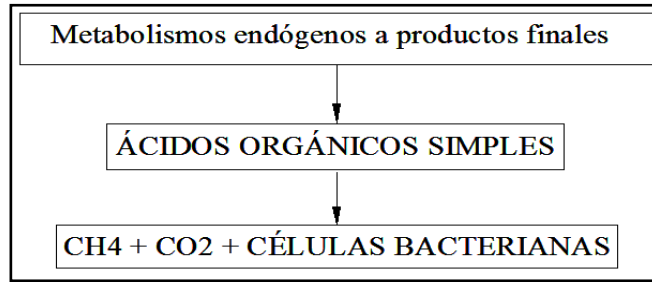 Metabolismos endógenos a productos finales
ÁCIDOS ORGÁNICOS SIMPLES
CH4 + CO2 + CÉLULAS BACTERIANAS